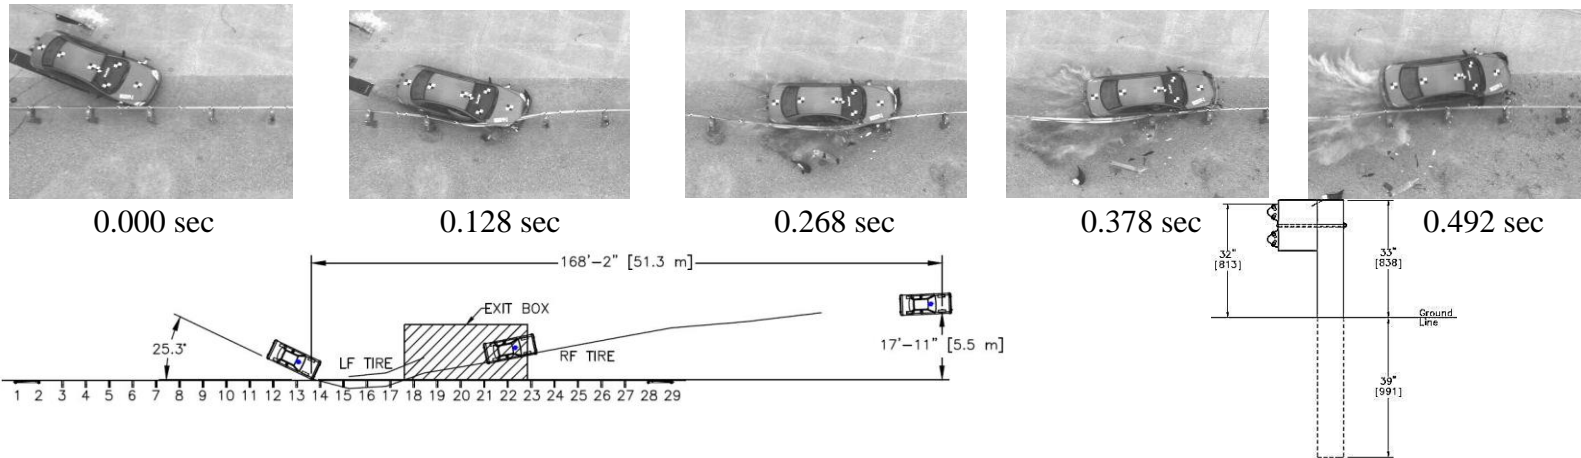 0.000 sec
0.128 sec
0.268 sec
0.378 sec
0.492 sec
168'-2" [51.3 m]
EXIT BOX
25.3°
LF TIRE
RF TIRE
17'-11" [5.5 m]
1 2 3 4 5 6 7 8 9 10 11 12 13 14 15 16 17 18 19 20 21 22 23 24 25 26 27 28 29
32"
[813]
33"
[838]
Ground
Line
39"
[991]